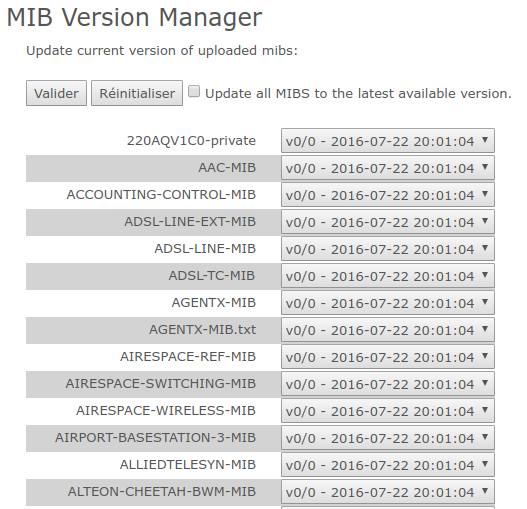 MIB Version Manager
Update current version of uploaded mibs:
Valider Réinitialiser Update all MIBS to the latest available version.
220AQV1C0-private v0/0 - 2016-07-22 20:01:04
AAC-MIB v0/0 - 2016-07-22 20:01:04
ACCOUNTING-CONTROL-MIB v0/0 - 2016-07-22 20:01:04
ADSL-LINE-EXT-MIB v0/0 - 2016-07-22 20:01:04
ADSL-LINE-MIB v0/0 - 2016-07-22 20:01:04
ADSL-TC-MIB v0/0 - 2016-07-22 20:01:04
AGENTX-MIB v0/0 - 2016-07-22 20:01:04
AGENTX-MIB.txt v0/0 - 2016-07-22 20:01:04
AIRESPACE-REF-MIB v0/0 - 2016-07-22 20:01:04
AIRESPACE-SWITCHING-MIB v0/0 - 2016-07-22 20:01:04
AIRESPACE-WIRELESS-MIB v0/0 - 2016-07-22 20:01:04
AIRPORT-BASESTATION-3-MIB v0/0 - 2016-07-22 20:01:04
ALLIEDTELESYN-MIB v0/0 - 2016-07-22 20:01:04
ALTEON-CHEETAH-BWM-MIB v0/0 - 2016-07-22 20:01:04